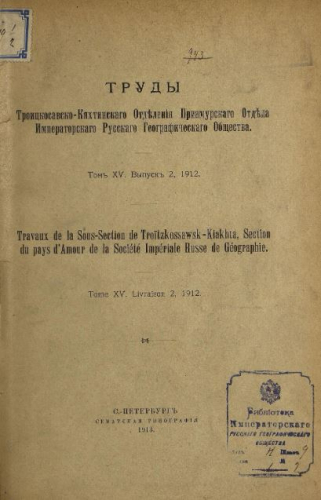 ТРУДЫ
Троицкосавско-Кяхтинскаго Отдѣленія Приамурскаго Отдѣла
Императорскаго Русскаго Географическаго Общества.
Томъ XV. Выпускъ 2, 1912.
Travaux de la Sous-Section de Troïtzkossawsk-Kiakhta, Section
du pays d'Amour de la Société Impériale Russe de Géographie.
Tome XV. Livraison 2, 1912.
С.-ПЕТЕРБУРГЪ
СЕНАТСКАЯ ТИПОГРАФІЯ
Библіотека
Императорскаго
РУССКАГО ГЕОГРАФИЧЕСКАГО
ОБЩЕСТВА